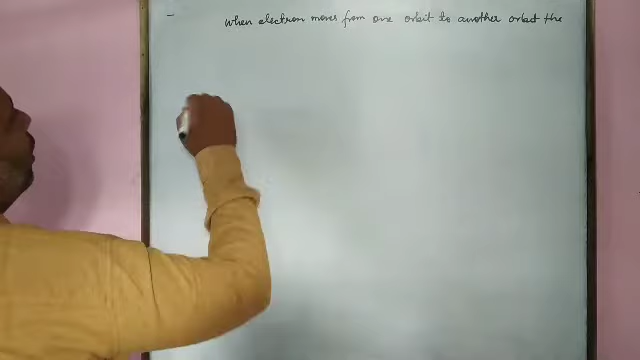 When electron moves from one orbit to another orbit the